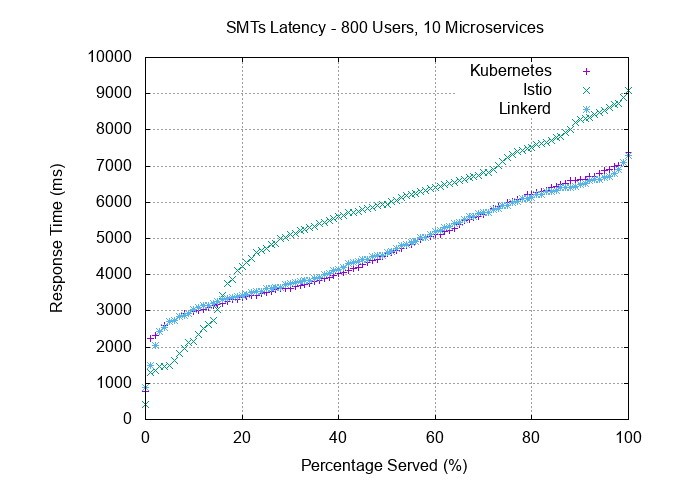 SMTs Latency - 800 Users, 10 Microservices
10000
9000
8000
7000
6000
5000
4000
3000
2000
1000
0
Response Time (ms)
Kubernetes
Istio
Linkerd
0 20 40 60 80 100
Percentage Served (%)